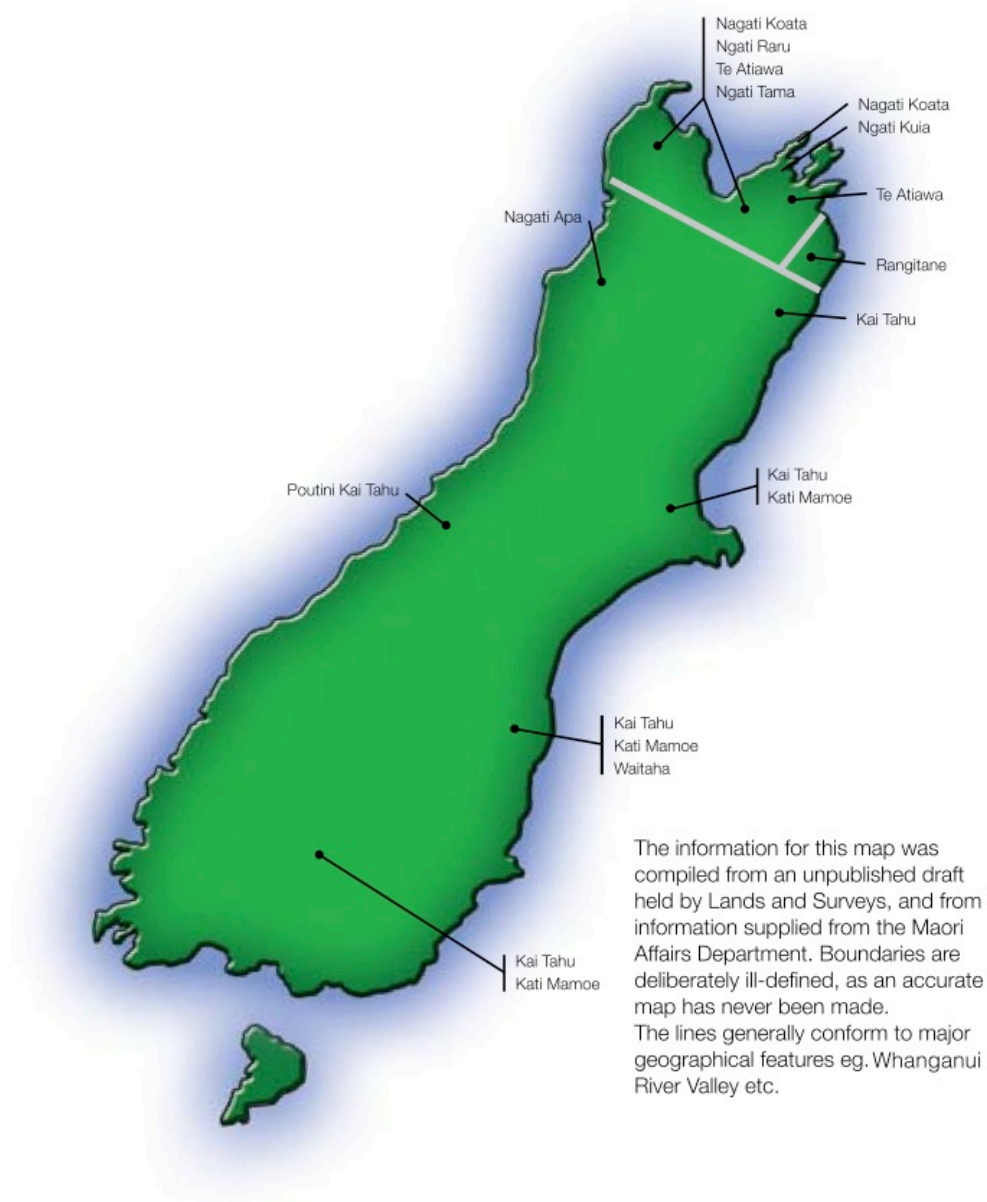 Nagati Koata
Ngati Raru
Te Atiawa
Ngati Tama
Nagati Koata
Ngati Kuia
Te Atiawa
Nagati Apa
Rangitane
Kai Tahu
Poutini Kai Tahu
Kai Tahu
Kati Mamoe
Kai Tahu
Kati Mamoe
Waitaha
The information for this map was
compiled from an unpublished draft
held by Lands and Surveys, and from
information supplied from the Maori
Affairs Department. Boundaries are
deliberately ill-defined, as an accurate
map has never been made.
The lines generally conform to major
geographical features eg. Whanganui
River Valley etc.
Kai Tahu
Kati Mamoe